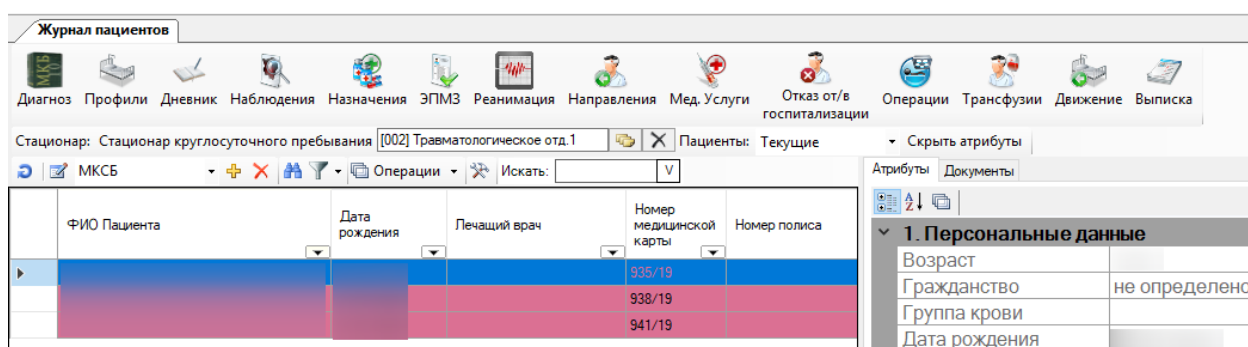 Журнал пациентов
МКБ 10
Диагноз Профили Дневник Наблюдения Назначения ЭПМЗ Реанимация Направления Мед. Услуги Отказ от/в госпитализации Операции Трансфузии Движение Выписка
Стационар: Стационар круглосуточного пребывания [002] Травматологическое отд.1 Пациенты: Текущие Скрыть атрибуты
МКСБ Операции Искать: V Атрибуты Документы
ФИО Пациента Дата рождения Лечащий врач Номер медицинской карты Номер полиса
1. Персональные данные
935/19 Возраст
938/19 Гражданство не определено
941/19 Группа крови
Дата рождения